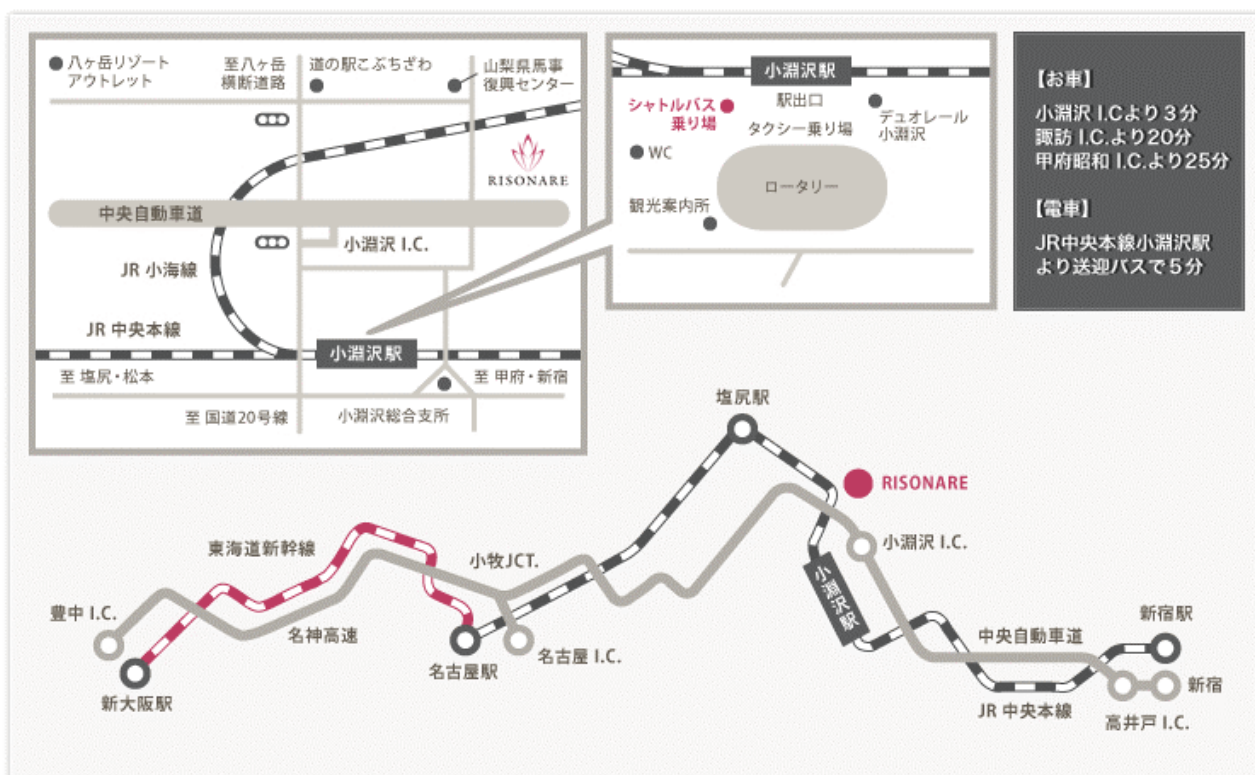 八ヶ岳リゾート
アウトレット
至八ヶ岳
横断道路
道の駅こぶちざわ
山梨県馬事
復興センター
RISONARE
中央自動車道
小淵沢 I.C.
JR 小海線
JR 中央本線
小淵沢駅
至 塩尻・松本
至 甲府・新宿
至 国道20号線
小淵沢総合支所
小淵沢駅
シャトルバス
乗り場
駅出口
タクシー乗り場
デュオレール
小淵沢
WC
ロータリー
観光案内所
【お車】
小淵沢 I.Cより3分
諏訪 I.C.より20分
甲府昭和 I.C.より25分
【電車】
JR中央本線小淵沢駅
より送迎バスで5分
塩尻駅
RISONARE
東海道新幹線
小牧JCT.
小淵沢 I.C.
小淵沢駅
豊中 I.C.
名神高速
新大阪駅
名古屋駅
名古屋 I.C.
中央自動車道
新宿駅
新宿
JR 中央本線
高井戸 I.C.